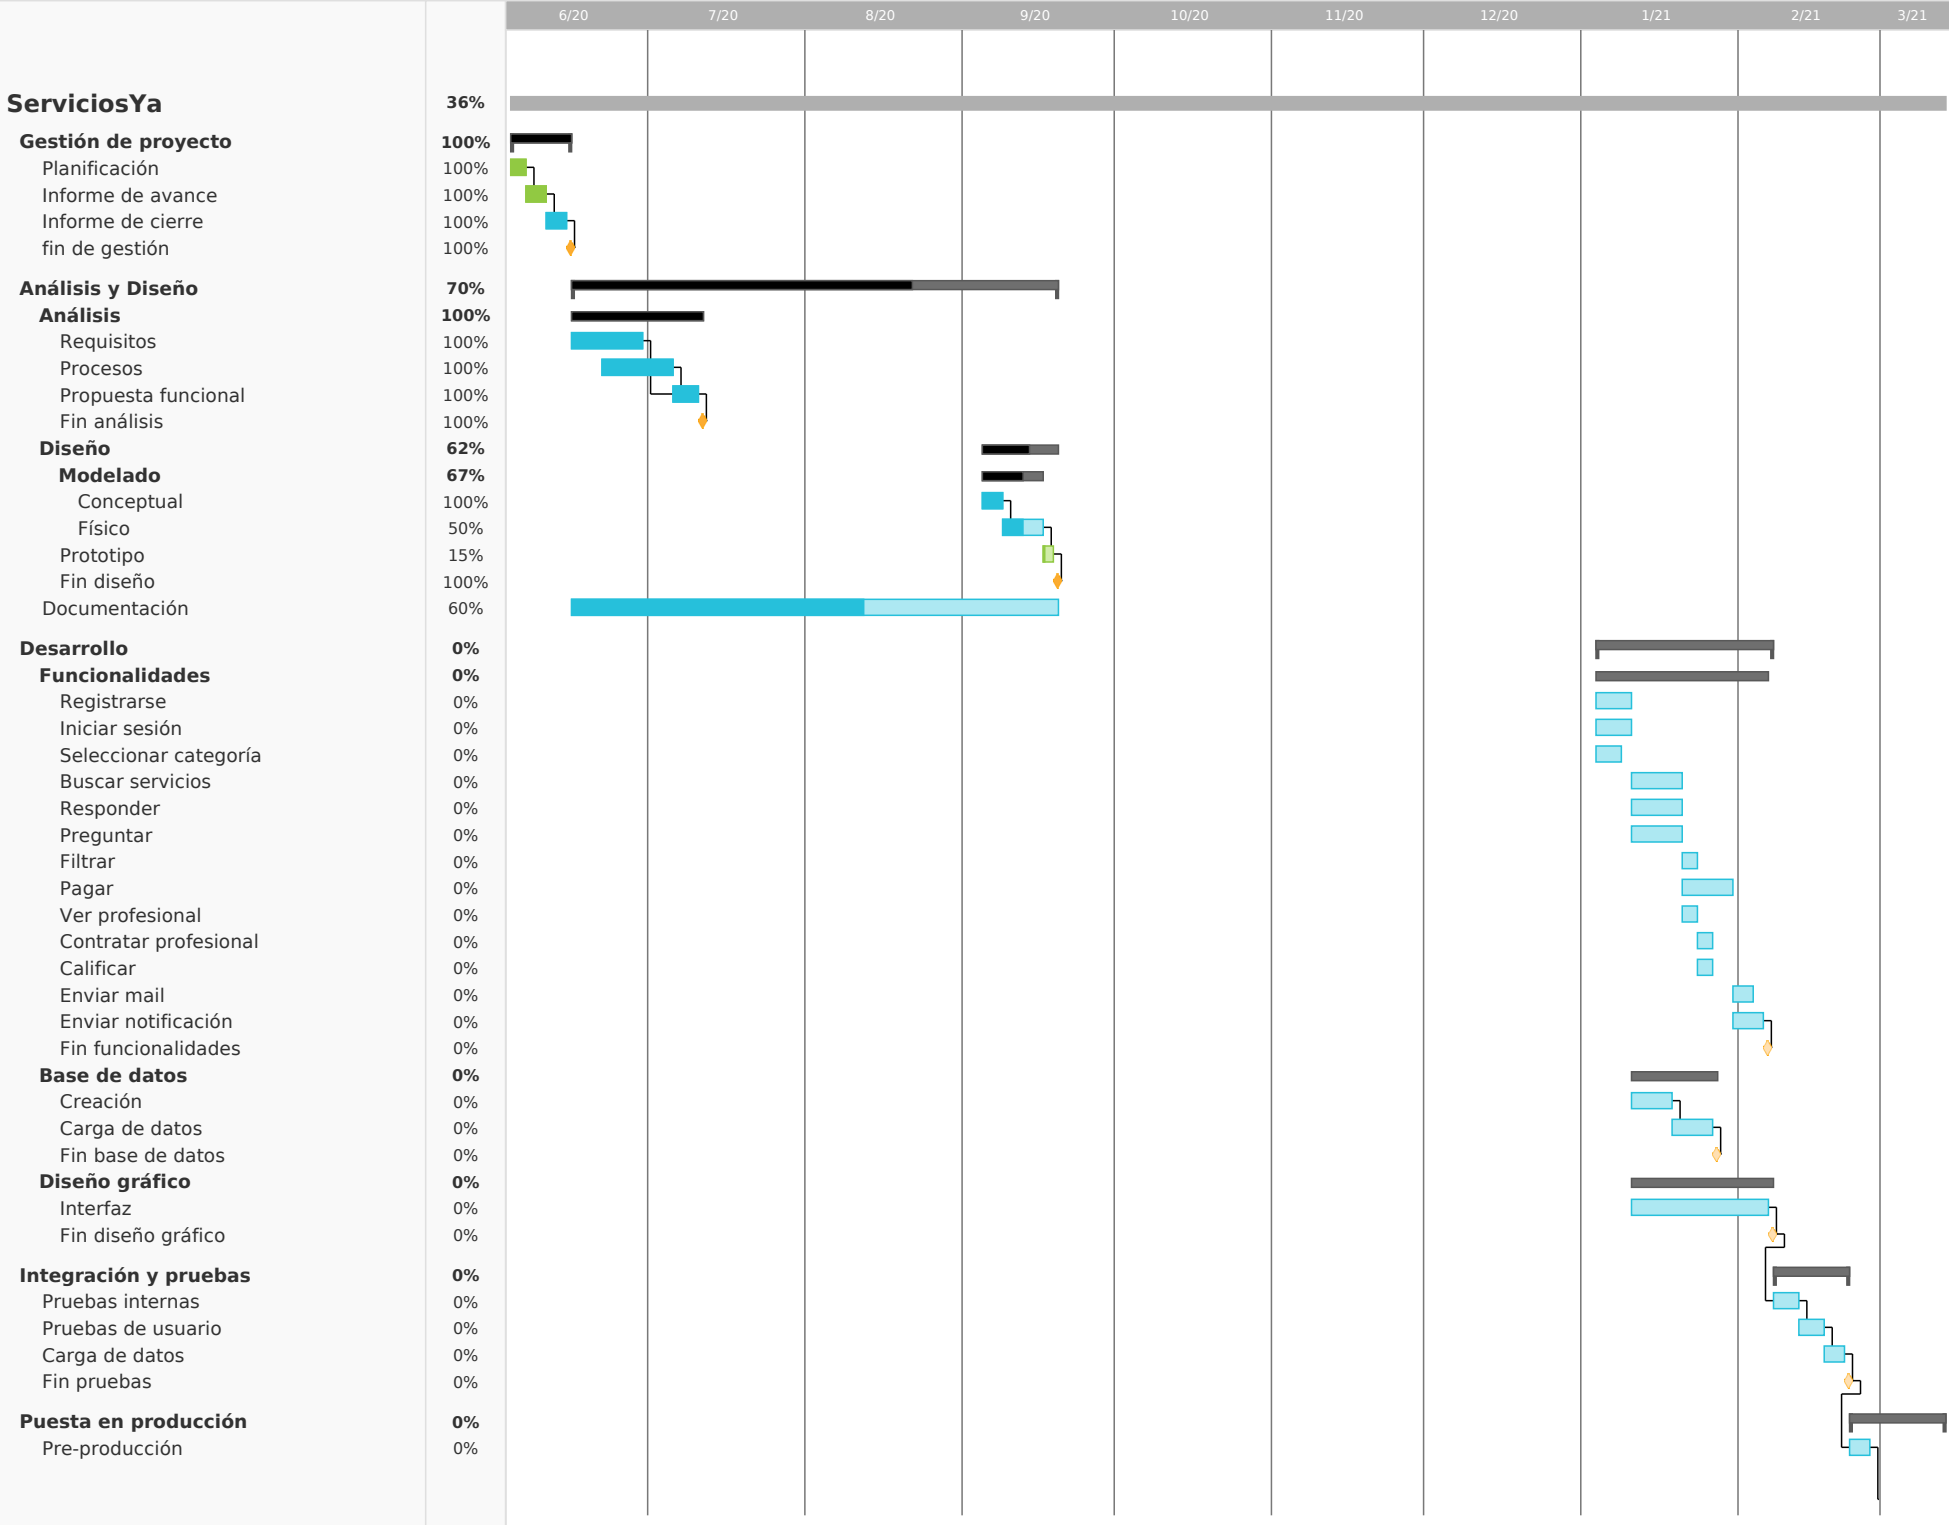 6/20 7/20 8/20 9/20 10/20 11/20 12/20 1/21 2/21 3/21
ServiciosYa 36%
Gestión de proyecto 100%
Planificación 100%
Informe de avance 100%
Informe de cierre 100%
fin de gestión 100%
Análisis y Diseño 70%
Análisis 100%
Requisitos 100%
Procesos 100%
Propuesta funcional 100%
Fin análisis 100%
Diseño 62%
Modelado 67%
Conceptual 100%
Físico 50%
Prototipo 15%
Fin diseño 100%
Documentación 60%
Desarrollo 0%
Funcionalidades 0%
Registrarse 0%
Iniciar sesión 0%
Seleccionar categoría 0%
Buscar servicios 0%
Responder 0%
Preguntar 0%
Filtrar 0%
Pagar 0%
Ver profesional 0%
Contratar profesional 0%
Calificar 0%
Enviar mail 0%
Enviar notificación 0%
Fin funcionalidades 0%
Base de datos 0%
Creación 0%
Carga de datos 0%
Fin base de datos 0%
Diseño gráfico 0%
Interfaz 0%
Fin diseño gráfico 0%
Integración y pruebas 0%
Pruebas internas 0%
Pruebas de usuario 0%
Carga de datos 0%
Fin pruebas 0%
Puesta en producción 0%
Pre-producción 0%